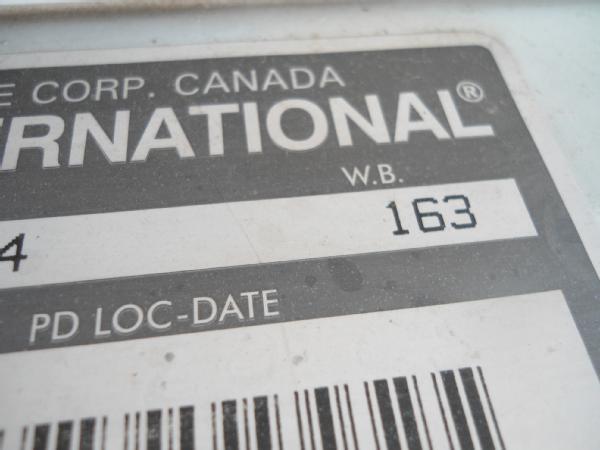 E CORP. CANADA
ERNATIONAL®
W.B.
4 163
PD LOC-DATE